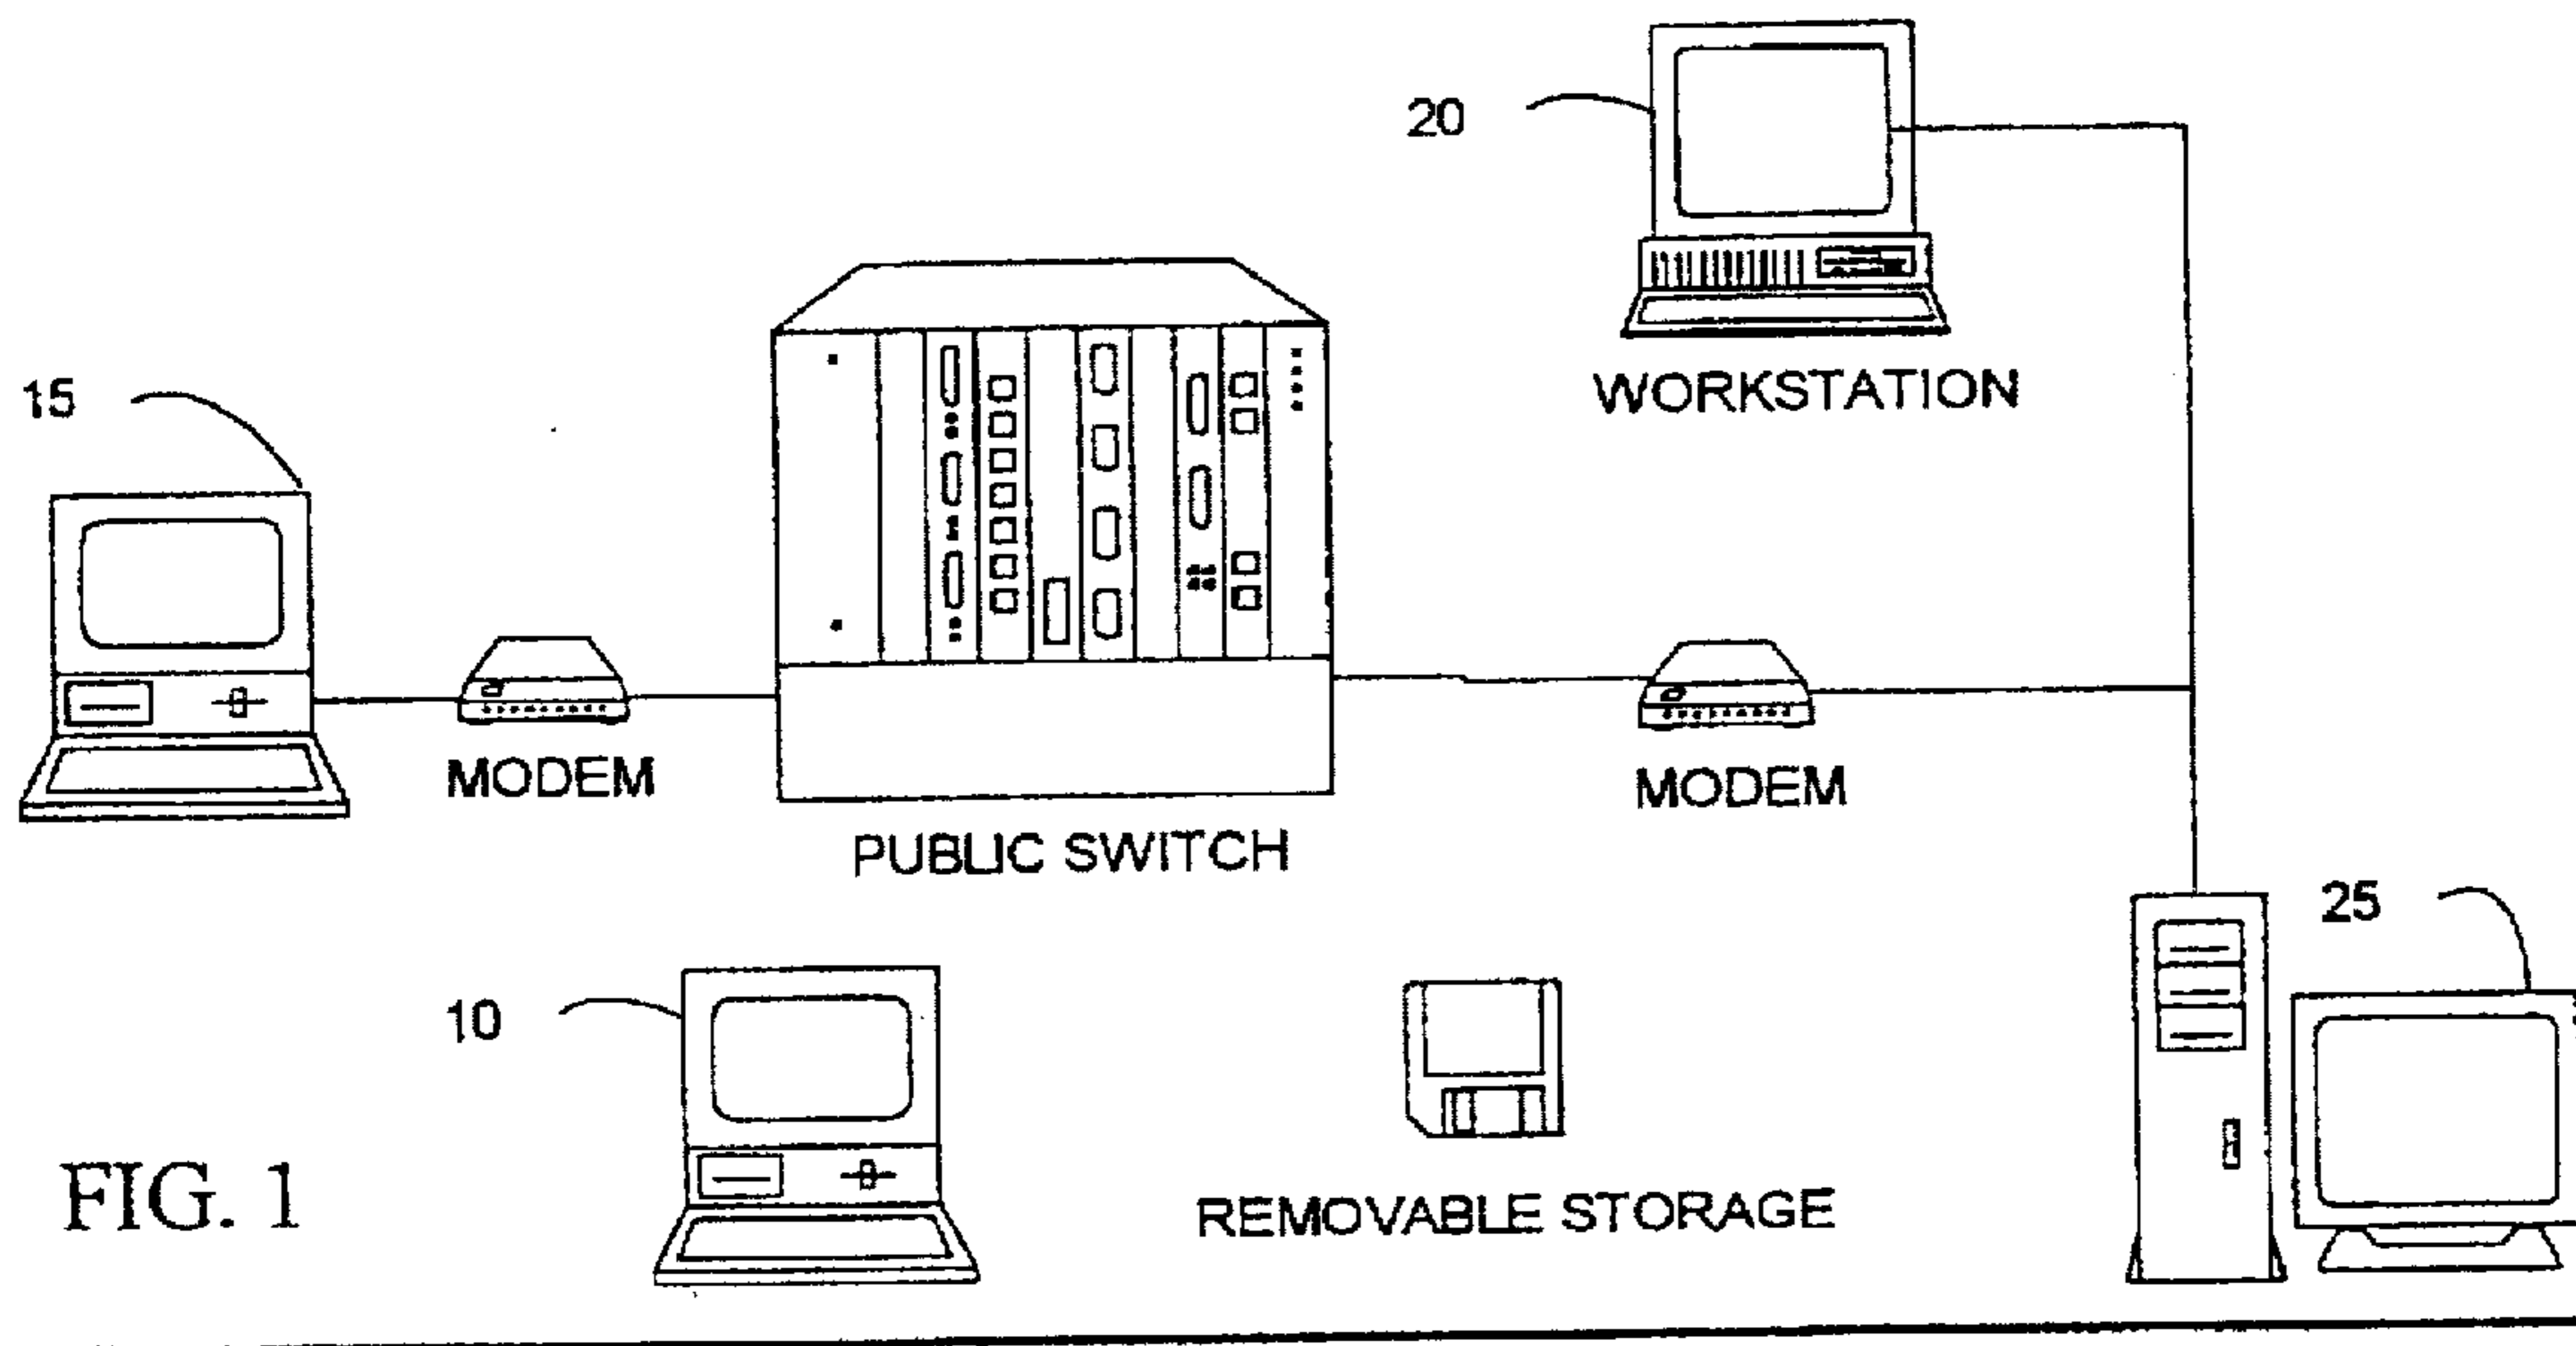 20
WORKSTATION
15
MODEM
MODEM
PUBLIC SWITCH
25
10
REMOVABLE STORAGE
FIG. 1